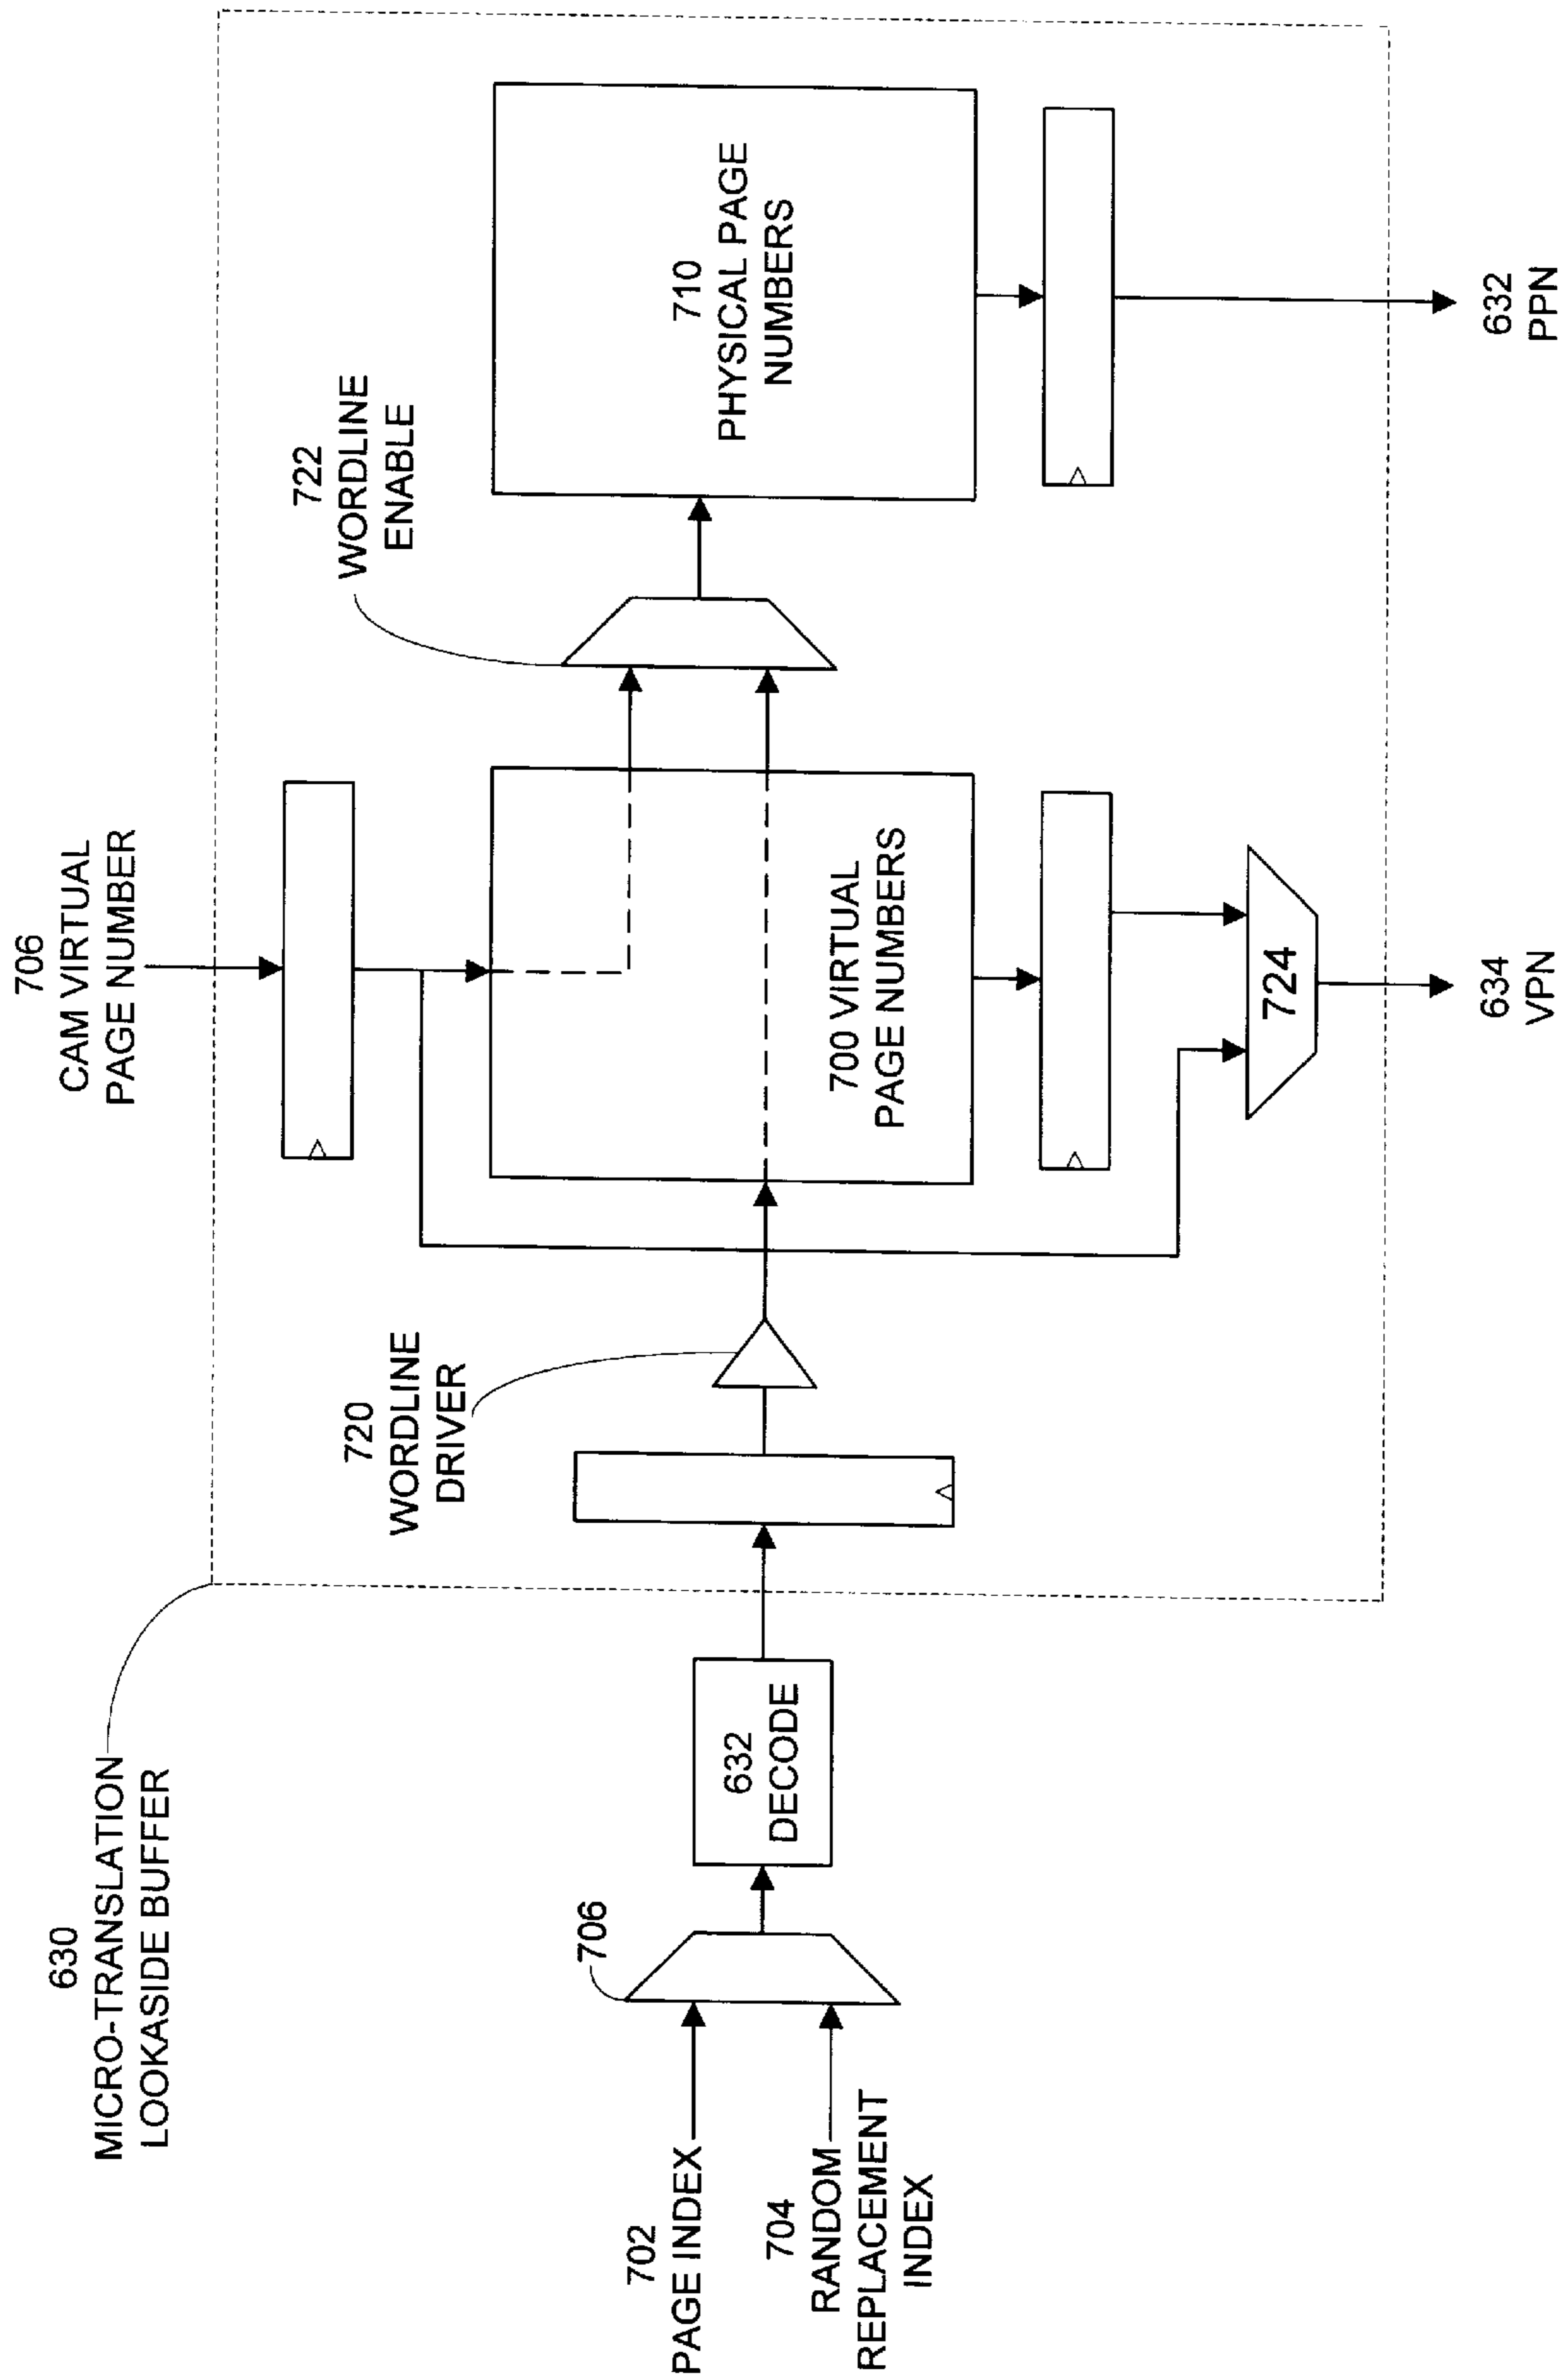 630
MICRO-TRANSLATION
LOOKASIDE BUFFER
706
CAM VIRTUAL
PAGE NUMBER
722
WORDLINE
ENABLE
720
WORDLINE
DRIVER
702
PAGE INDEX
704
RANDOM
REPLACEMENT
INDEX
706
632
DECODE
700 VIRTUAL
PAGE NUMBERS
710
PHYSICAL PAGE
NUMBERS
724
634
VPN
632
PPN